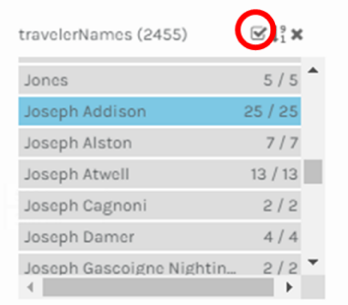 travelerNames (2455)
Jones 5 / 5
Joseph Addison 25 / 25
Joseph Alston 7 / 7
Joseph Atwell 13 / 13
Joseph Cagnoni 2 / 2
Joseph Damer 4 / 4
Joseph Gascoigne Nightin... 2 / 2